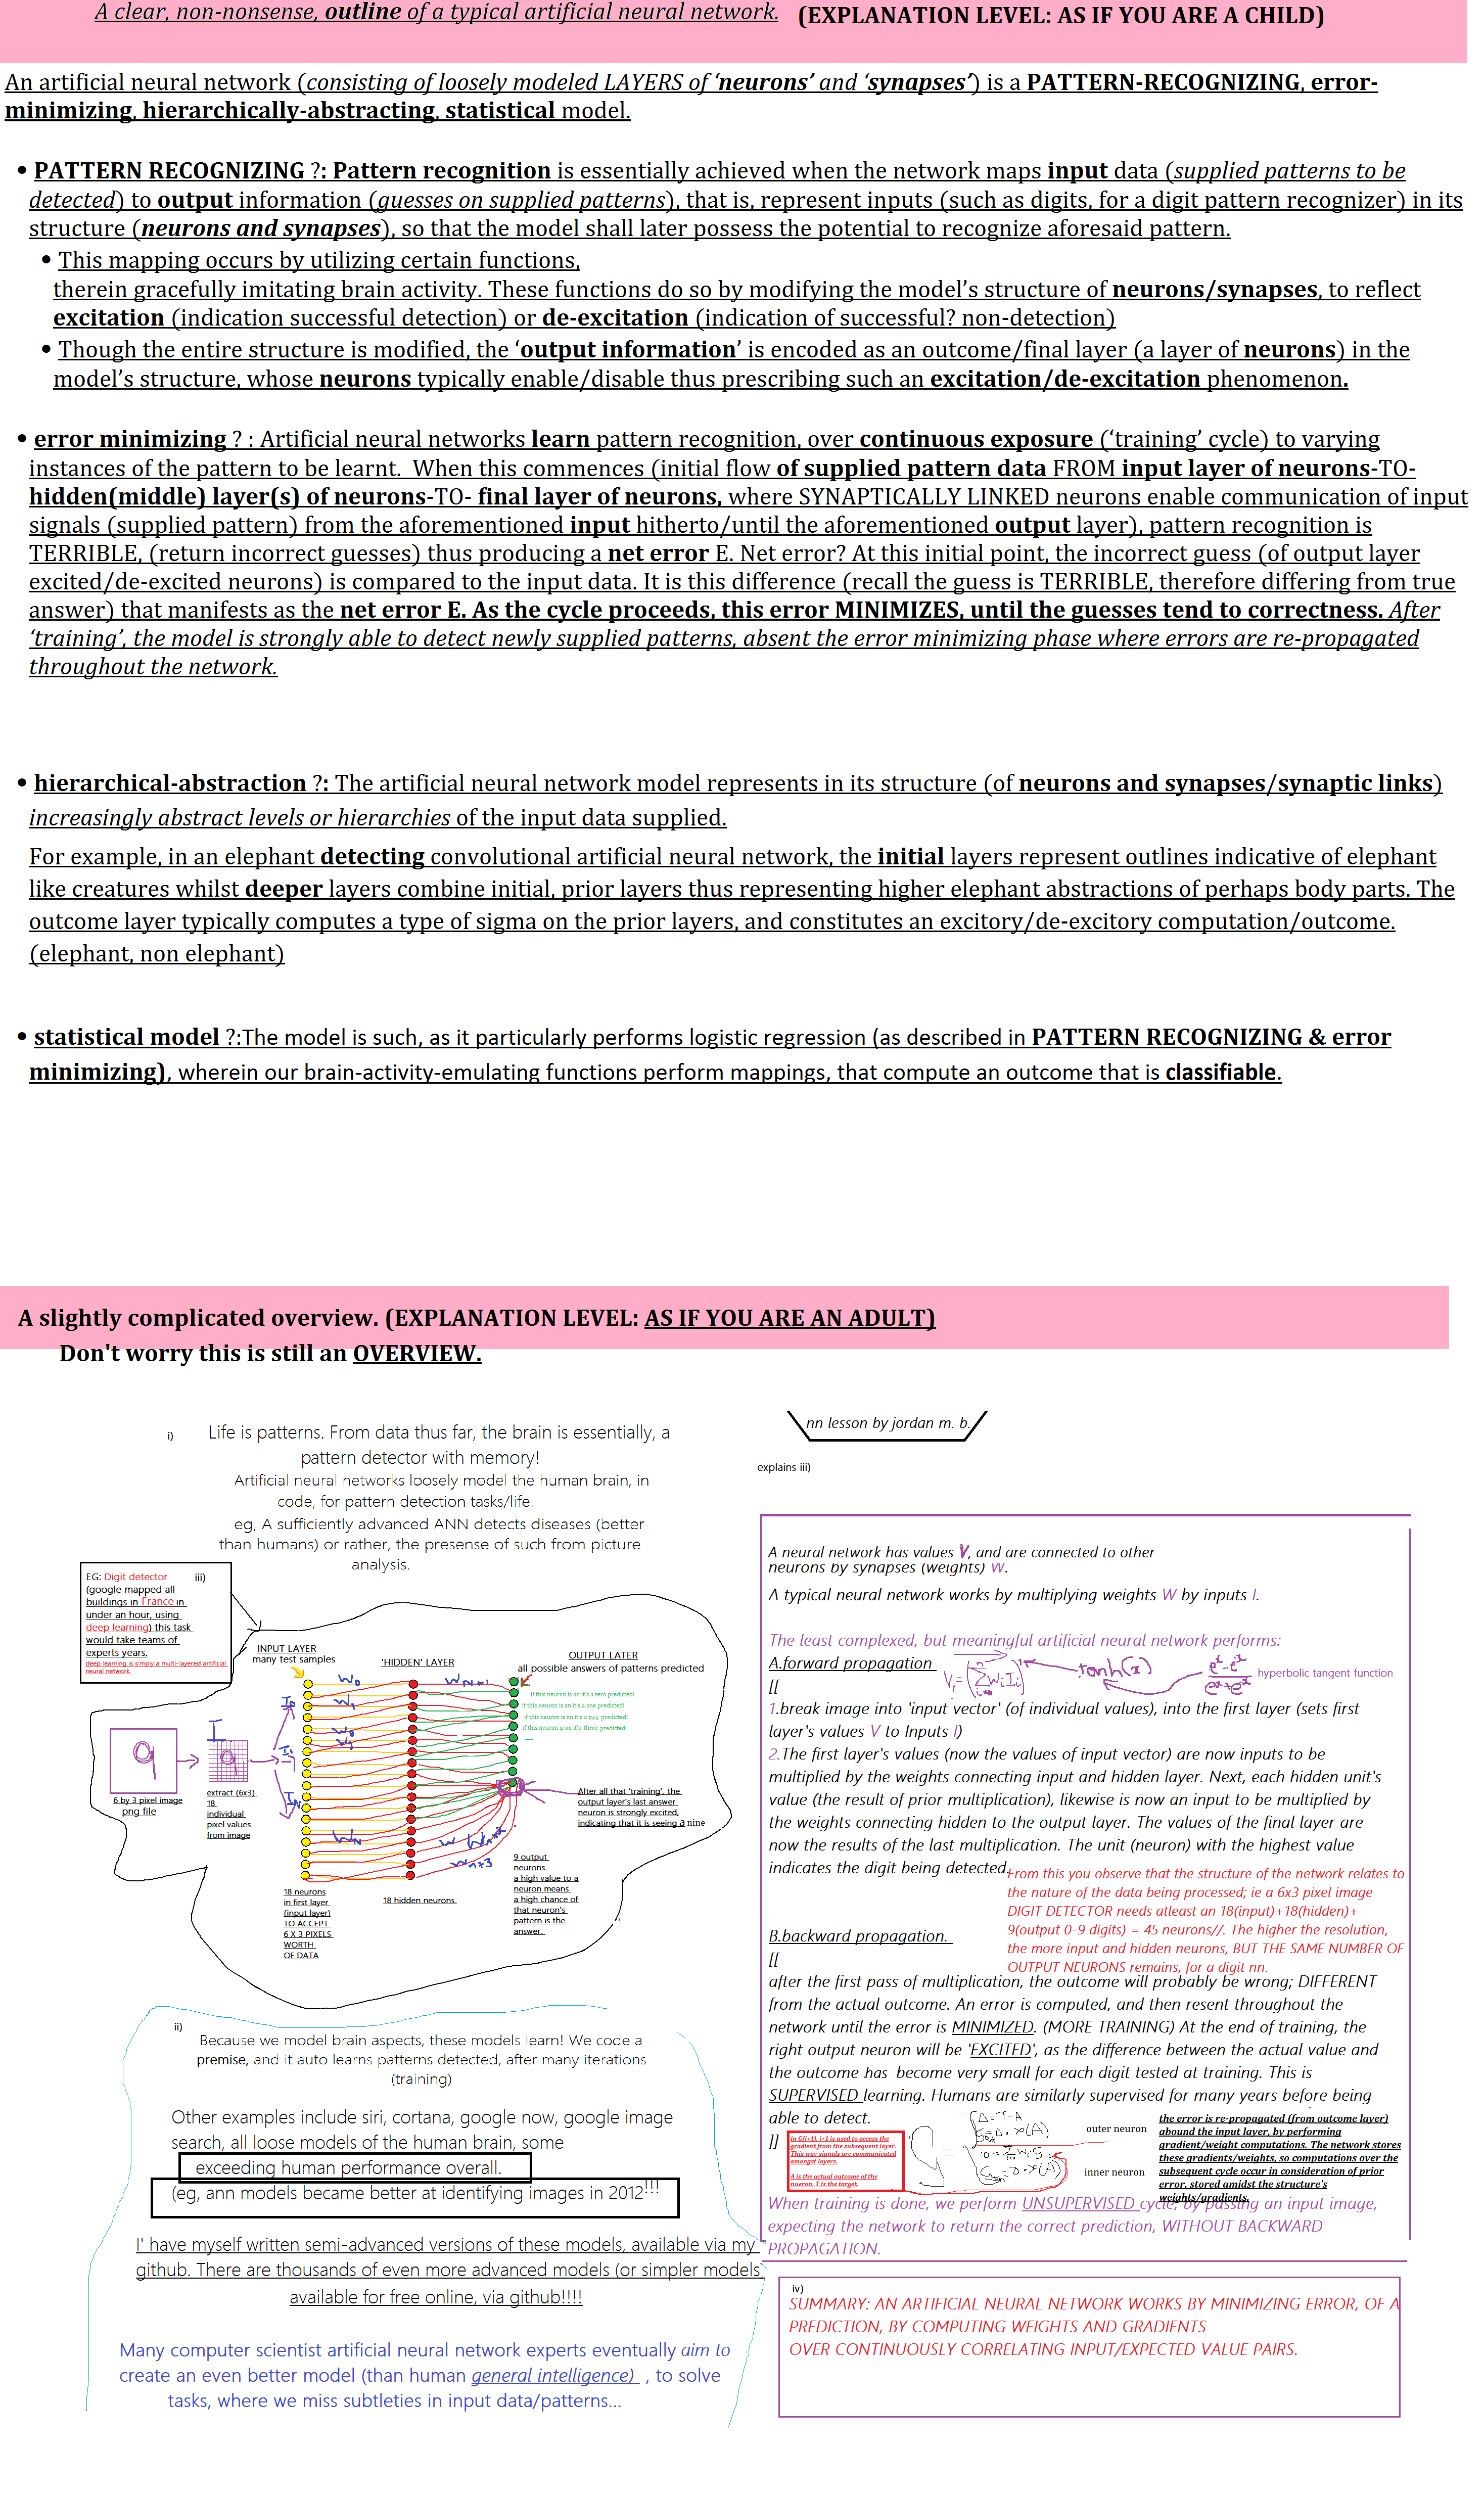 A clear, non-nonsense, outline of a typical artificial neural network. (EXPLANATION LEVEL: AS IF YOU ARE A CHILD)
An artificial neural network (consisting of loosely modeled LAYERS of ‘neurons’ and ‘synapses’) is a PATTERN-RECOGNIZING, error-
minimizing, hierarchically-abstracting, statistical model.
• PATTERN RECOGNIZING ?: Pattern recognition is essentially achieved when the network maps input data (supplied patterns to be
detected) to output information (guesses on supplied patterns), that is, represent inputs (such as digits, for a digit pattern recognizer) in its
structure (neurons and synapses), so that the model shall later possess the potential to recognize aforesaid pattern.
• This mapping occurs by utilizing certain functions,
therein gracefully imitating brain activity. These functions do so by modifying the model’s structure of neurons/synapses, to reflect
excitation (indication successful detection) or de-excitation (indication of successful? non-detection)
• Though the entire structure is modified, the ‘output information’ is encoded as an outcome/final layer (a layer of neurons) in the
model’s structure, whose neurons typically enable/disable thus prescribing such an excitation/de-excitation phenomenon.
• error minimizing ? : Artificial neural networks learn pattern recognition, over continuous exposure (‘training’ cycle) to varying
instances of the pattern to be learnt. When this commences (initial flow of supplied pattern data FROM input layer of neurons-TO-
hidden(middle) layer(s) of neurons-TO- final layer of neurons, where SYNAPTICALLY LINKED neurons enable communication of input
signals (supplied pattern) from the aforementioned input hitherto/until the aforementioned output layer), pattern recognition is
TERRIBLE, (return incorrect guesses) thus producing a net error E. Net error? At this initial point, the incorrect guess (of output layer
excited/de-excited neurons) is compared to the input data. It is this difference (recall the guess is TERRIBLE, therefore differing from true
answer) that manifests as the net error E. As the cycle proceeds, this error MINIMIZES, until the guesses tend to correctness. After
‘training’, the model is strongly able to detect newly supplied patterns, absent the error minimizing phase where errors are re-propagated
throughout the network.
• hierarchical-abstraction ?: The artificial neural network model represents in its structure (of neurons and synapses/synaptic links)
increasingly abstract levels or hierarchies of the input data supplied.
For example, in an elephant detecting convolutional artificial neural network, the initial layers represent outlines indicative of elephant
like creatures whilst deeper layers combine initial, prior layers thus representing higher elephant abstractions of perhaps body parts. The
outcome layer typically computes a type of sigma on the prior layers, and constitutes an excitory/de-excitory computation/outcome.
(elephant, non elephant)
• statistical model ?:The model is such, as it particularly performs logistic regression (as described in PATTERN RECOGNIZING & error
minimizing), wherein our brain-activity-emulating functions perform mappings, that compute an outcome that is classifiable.
A slightly complicated overview. (EXPLANATION LEVEL: AS IF YOU ARE AN ADULT)
Don't worry this is still an OVERVIEW.
i)
Life is patterns. From data thus far, the brain is essentially, a
pattern detector with memory!
Artificial neural networks loosely model the human brain, in
code, for pattern detection tasks/life.
eg, A sufficiently advanced ANN detects diseases (better
than humans) or rather, the presense of such from picture
analysis.
EG: Digit detector iii)
(google mapped all
buildings in France in
under an hour, using
deep learning) this task
would take teams of
experts years.
deep learning is simply a multi-layered artificial
neural network.
INPUT LAYER
many test samples
'HIDDEN' LAYER
OUTPUT LATER
all possible answers of patterns predicted
W0
W1
W2
W3
WN
WN+1
W WN+2
WN+3
if this neuron is on it's a zero predicted!
if this neuron is on it's a one predicted!
if this neuron is on it's a two predicted!
if this neuron is on it's three predicted!
I
I0
I1
IN
9
9
6 by 3 pixel image
png file
extract (6x3)
18
individual
pixel values
from image
After all that 'training', the
output layer's last answer
neuron is strongly excited,
indicating that it is seeing a nine
18 neurons
in first layer
(input layer)
TO ACCEPT
6 X 3 PIXELS
WORTH
OF DATA
18 hidden neurons.
9 output
neurons.
a high value to a
neuron means
a high chance of
that neuron's
pattern is the
answer.
ii)
Because we model brain aspects, these models learn! We code a
premise, and it auto learns patterns detected, after many iterations
(training)
Other examples include siri, cortana, google now, google image
search, all loose models of the human brain, some
exceeding human performance overall.
(eg, ann models became better at identifying images in 2012!!!
I' have myself written semi-advanced versions of these models, available via my
github. There are thousands of even more advanced models (or simpler models,
available for free online, via github!!!!
Many computer scientist artificial neural network experts eventually aim to
create an even better model (than human general intelligence) , to solve
tasks, where we miss subtleties in input data/patterns...
nn lesson by jordan m. b.
explains iii)
A neural network has values V, and are connected to other
neurons by synapses (weights) W.
A typical neural network works by multiplying weights W by inputs I.
The least complexed, but meaningful artificial neural network performs:
A.forward propagation
tanh(x)
hyperbolic tangent function
[[
1.break image into 'input vector' (of individual values), into the first layer (sets first
layer's values V to Inputs I)
2.The first layer's values (now the values of input vector) are now inputs to be
multiplied by the weights connecting input and hidden layer. Next, each hidden unit's
value (the result of prior multiplication), likewise is now an input to be multiplied by
the weights connecting hidden to the output layer. The values of the final layer are
now the results of the last multiplication. The unit (neuron) with the highest value
indicates the digit being detected.
From this you observe that the structure of the network relates to
the nature of the data being processed; ie a 6x3 pixel image
DIGIT DETECTOR needs atleast an 18(input)+18(hidden)+
9(output 0-9 digits) = 45 neurons//. The higher the resolution,
the more input and hidden neurons, BUT THE SAME NUMBER OF
OUTPUT NEURONS remains, for a digit nn.
B.backward propagation.
[[
after the first pass of multiplication, the outcome will probably be wrong; DIFFERENT
from the actual outcome. An error is computed, and then resent throughout the
network until the error is MINIMIZED. (MORE TRAINING) At the end of training, the
right output neuron will be 'EXCITED', as the difference between the actual value and
the outcome has become very small for each digit tested at training. This is
SUPERVISED learning. Humans are similarly supervised for many years before being
able to detect.
]]
in G(i+1), i+1 is used to access the
gradient from the subsequent layer.
This way signals are communicated
amongst layers.
A is the actual outcome of the
nueron. T is the target.
Δ=T-A
outer neuron
inner neuron
the error is re-propagated (from outcome layer)
abound the input layer, by performing
gradient/weight computations. The network stores
these gradients/weights, so computations over the
subsequent cycle occur in consideration of prior
error, stored amidst the structure's
weights/gradients.
When training is done, we perform UNSUPERVISED cycle, by passing an input image,
expecting the network to return the correct prediction, WITHOUT BACKWARD
PROPAGATION.
iv)
SUMMARY: AN ARTIFICIAL NEURAL NETWORK WORKS BY MINIMIZING ERROR, OF A
PREDICTION, BY COMPUTING WEIGHTS AND GRADIENTS
OVER CONTINUOUSLY CORRELATING INPUT/EXPECTED VALUE PAIRS.